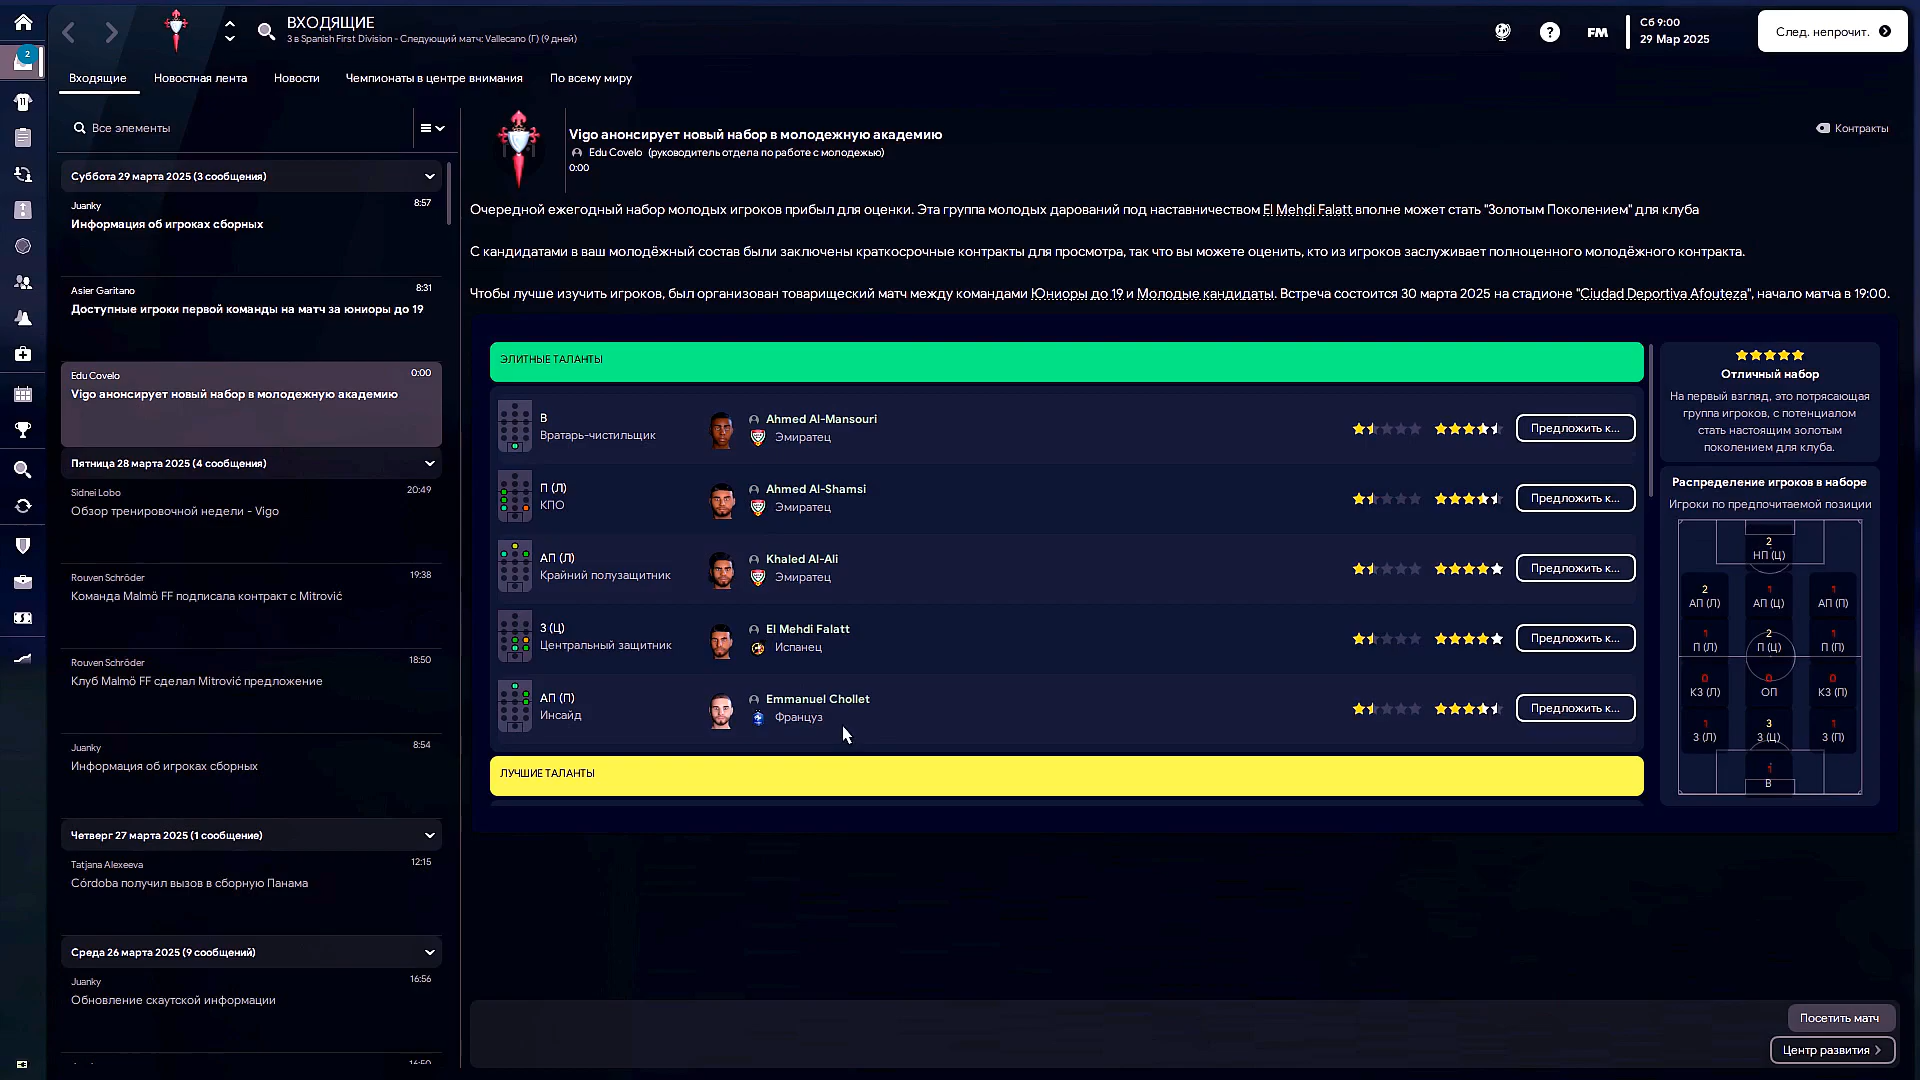 ВХОДЯЩИЕ
3 в Spanish First Division - Следующий матч: Vallecano (Г) (9 дней)
FM
Сб 9:00
29 Мар 2025
След. непрочит.
2
Входящие
Новостная лента
Новости
Чемпионаты в центре внимания
По всему миру
Все элементы
Суббота 29 марта 2025 (3 сообщения)
Juanky 8:57
Информация об игроках сборных
Asier Garitano 8:31
Доступные игроки первой команды на матч за юниоры до 19
Edu Covelo 0:00
Vigo анонсирует новый набор в молодежную академию
Пятница 28 марта 2025 (4 сообщения)
Sidnei Lobo 20:49
Обзор тренировочной недели - Vigo
Rouven Schröder 19:38
Команда Malmö FF подписала контракт с Mitrović
Rouven Schröder 18:50
Клуб Malmö FF сделал Mitrović предложение
Juanky 8:54
Информация об игроках сборных
Четверг 27 марта 2025 (1 сообщение)
Tatjana Alexeeva 12:15
Córdoba получил вызов в сборную Панама
Среда 26 марта 2025 (9 сообщений)
Juanky 16:56
Обновление скаутской информации
Vigo анонсирует новый набор в молодежную академию
Edu Covelo (руководитель отдела по работе с молодежью)
0:00
Контракты
Очередной ежегодный набор молодых игроков прибыл для оценки. Эта группа молодых дарований под наставничеством El Mehdi Falatt вполне может стать "Золотым Поколением" для клуба
С кандидатами в ваш молодёжный состав были заключены краткосрочные контракты для просмотра, так что вы можете оценить, кто из игроков заслуживает полноценного молодёжного контракта.
Чтобы лучше изучить игроков, был организован товарищеский матч между командами Юниоры до 19 и Молодые кандидаты. Встреча состоится 30 марта 2025 на стадионе "Ciudad Deportiva Afouteza", начало матча в 19:00.
ЭЛИТНЫЕ ТАЛАНТЫ
В
Вратарь-чистильщик
Ahmed Al-Mansouri
Эмиратец
Предложить к...
П (Л)
КПО
Ahmed Al-Shamsi
Эмиратец
Предложить к...
АП (Л)
Крайний полузащитник
Khaled Al-Ali
Эмиратец
Предложить к...
З (Ц)
Центральный защитник
El Mehdi Falatt
Испанец
Предложить к...
АП (П)
Инсайд
Emmanuel Chollet
Француз
Предложить к...
ЛУЧШИЕ ТАЛАНТЫ
Отличный набор
На первый взгляд, это потрясающая
группа игроков, с потенциалом
стать настоящим золотым
поколением для клуба.
Распределение игроков в наборе
Игроки по предпочитаемой позиции
2
НП (Ц)
2 1 1
АП (Л) АП (Ц) АП (П)
1 2 1
П (Л) П (Ц) П (П)
0 0 0
КЗ (Л) ОП КЗ (П)
1 3 1
З (Л) З (Ц) З (П)
1
В
Посетить матч
Центр развития